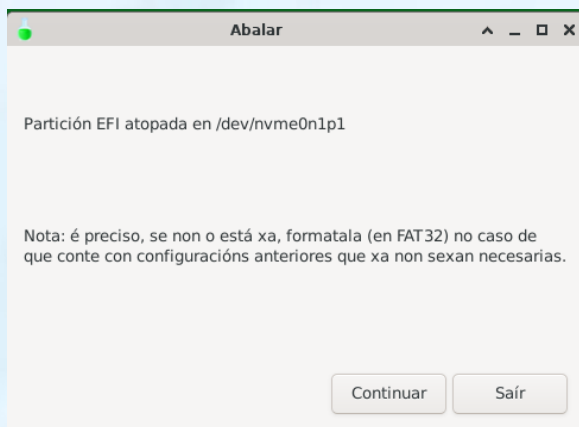 Abalar
Partición EFI atopada en /dev/nvme0n1p1
Nota: é preciso, se non o está xa, formatala (en FAT32) no caso de
que conte con configuracións anteriores que xa non sexan necesarias.
Continuar
Saír